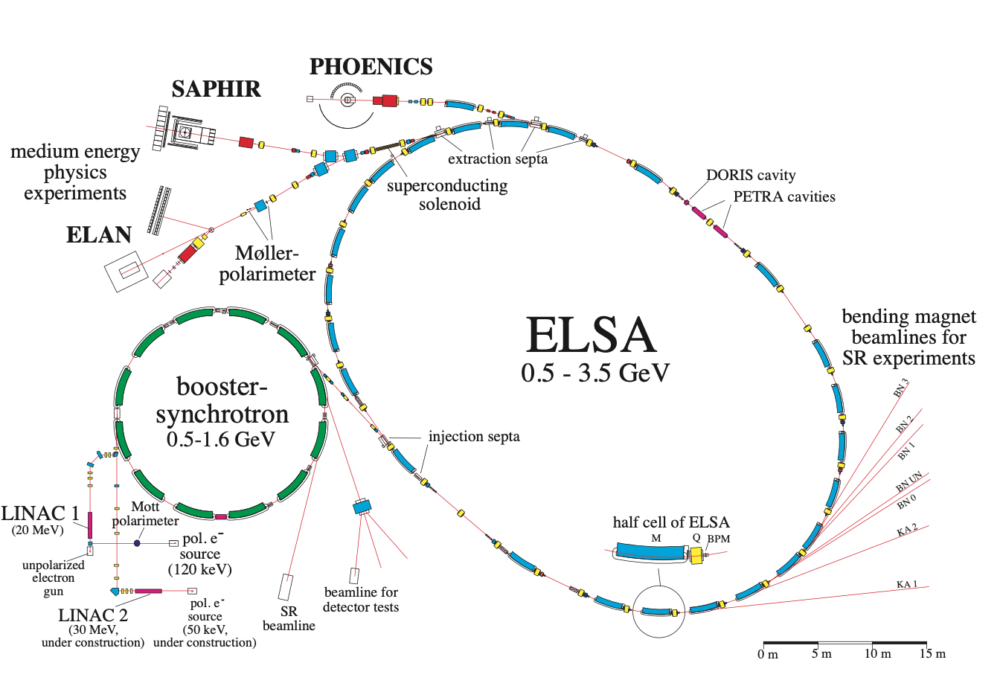 PHOENICS
SAPHIR
medium energy
physics
experiments
ELAN
extraction septa
superconducting
solenoid
Møller-
polarimeter
DORIS cavity
PETRA cavities
ELSA
0.5 - 3.5 GeV
bending magnet
beamlines for
SR experiments
BN 3
BN 2
BN 1
BN UN
BN 0
KA 2
KA 1
booster-
synchrotron
0.5-1.6 GeV
injection septa
LINAC 1
(20 MeV)
Mott
polarimeter
pol. e⁻
source
(120 keV)
unpolarized
electron
gun
LINAC 2
(30 MeV,
under construction)
pol. e⁻
source
(50 keV,
under construction)
SR
beamline
beamline for
detector tests
half cell of ELSA
M
Q
BPM
0 m
5 m
10 m
15 m